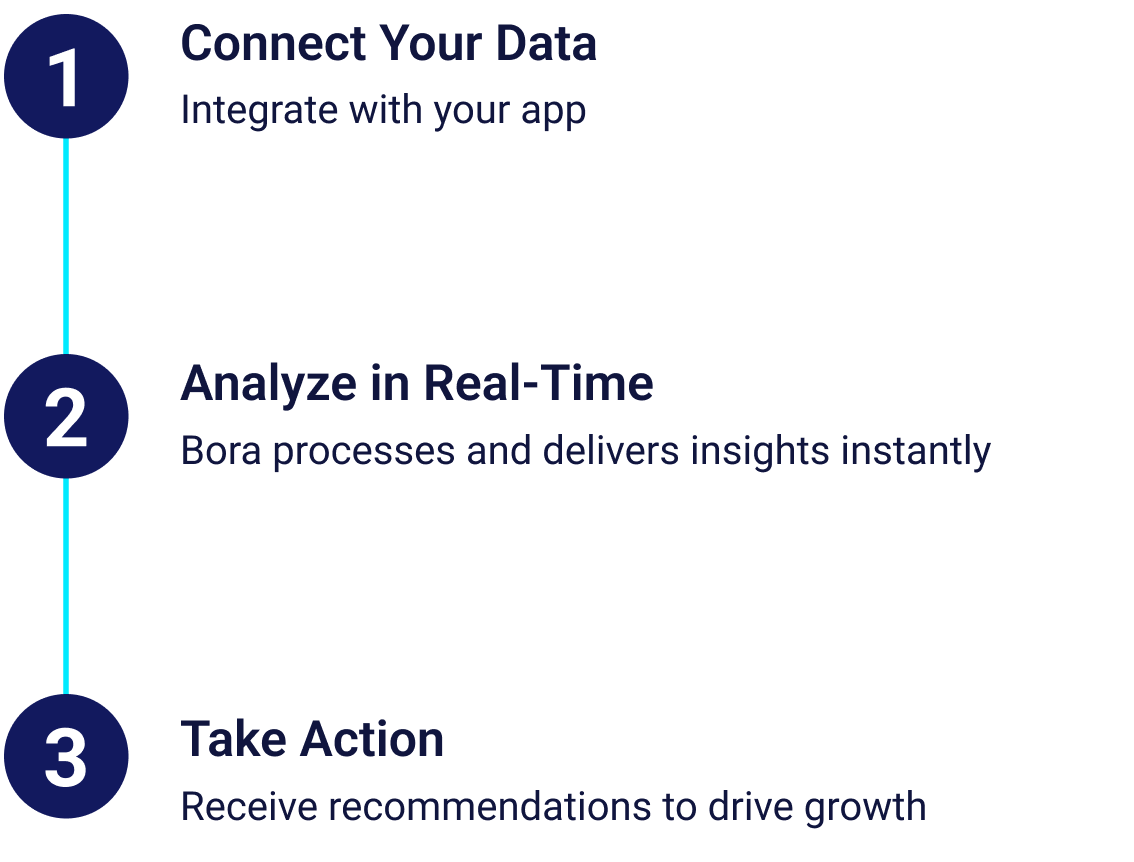 1
Connect Your Data
Integrate with your app
2
Analyze in Real-Time
Bora processes and delivers insights instantly
3
Take Action
Receive recommendations to drive growth